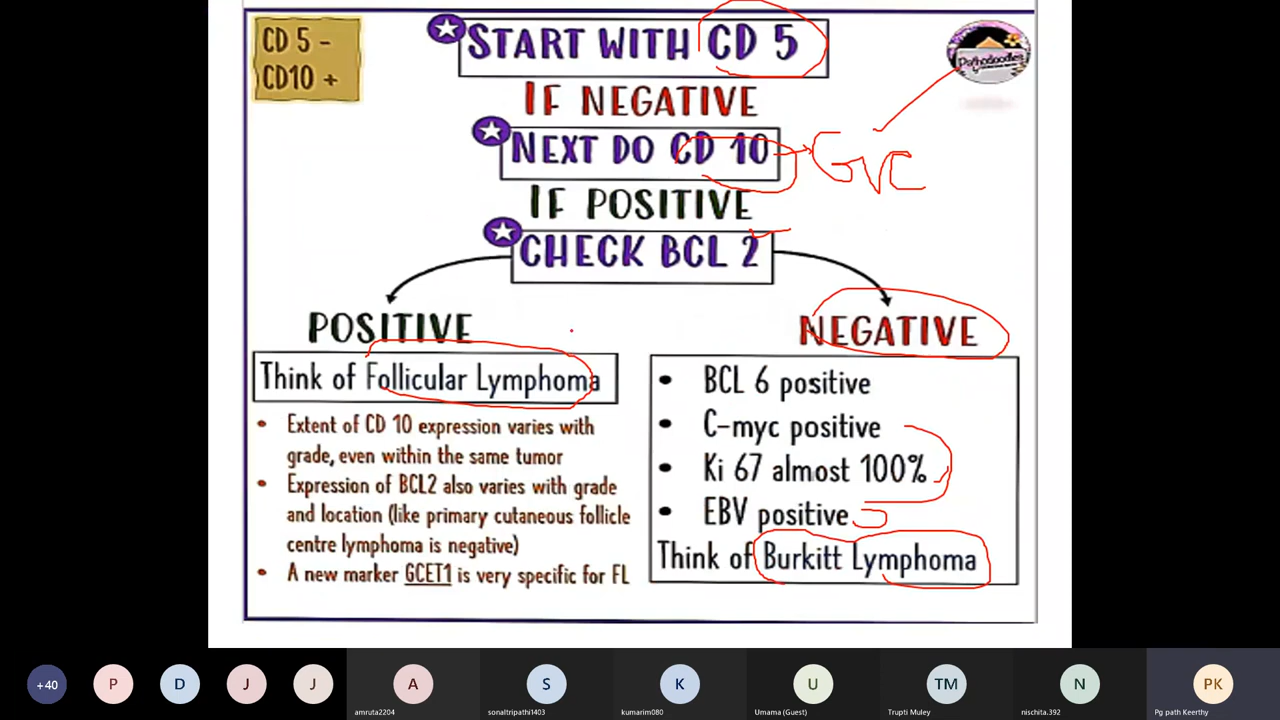 CD 5 -
CD10 +
START WITH CD 5
Pathodoodles
IF NEGATIVE
NEXT DO CD 10
GVC
IF POSITIVE
CHECK BCL 2
POSITIVE
Think of Follicular Lymphoma
• Extent of CD 10 expression varies with
grade, even within the same tumor
• Expression of BCL2 also varies with grade
and location (like primary cutaneous follicle
centre lymphoma is negative)
• A new marker GCET1 is very specific for FL
NEGATIVE
• BCL 6 positive
• C-myc positive
• Ki 67 almost 100%
• EBV positive
Think of Burkitt Lymphoma
+40
P
D
J
J
A
amruta2204
S
sonaltripathi1403
K
kumarim080
U
Umama (Guest)
TM
Trupti Muley
N
nischita.392
PK
Pg path Keerthy